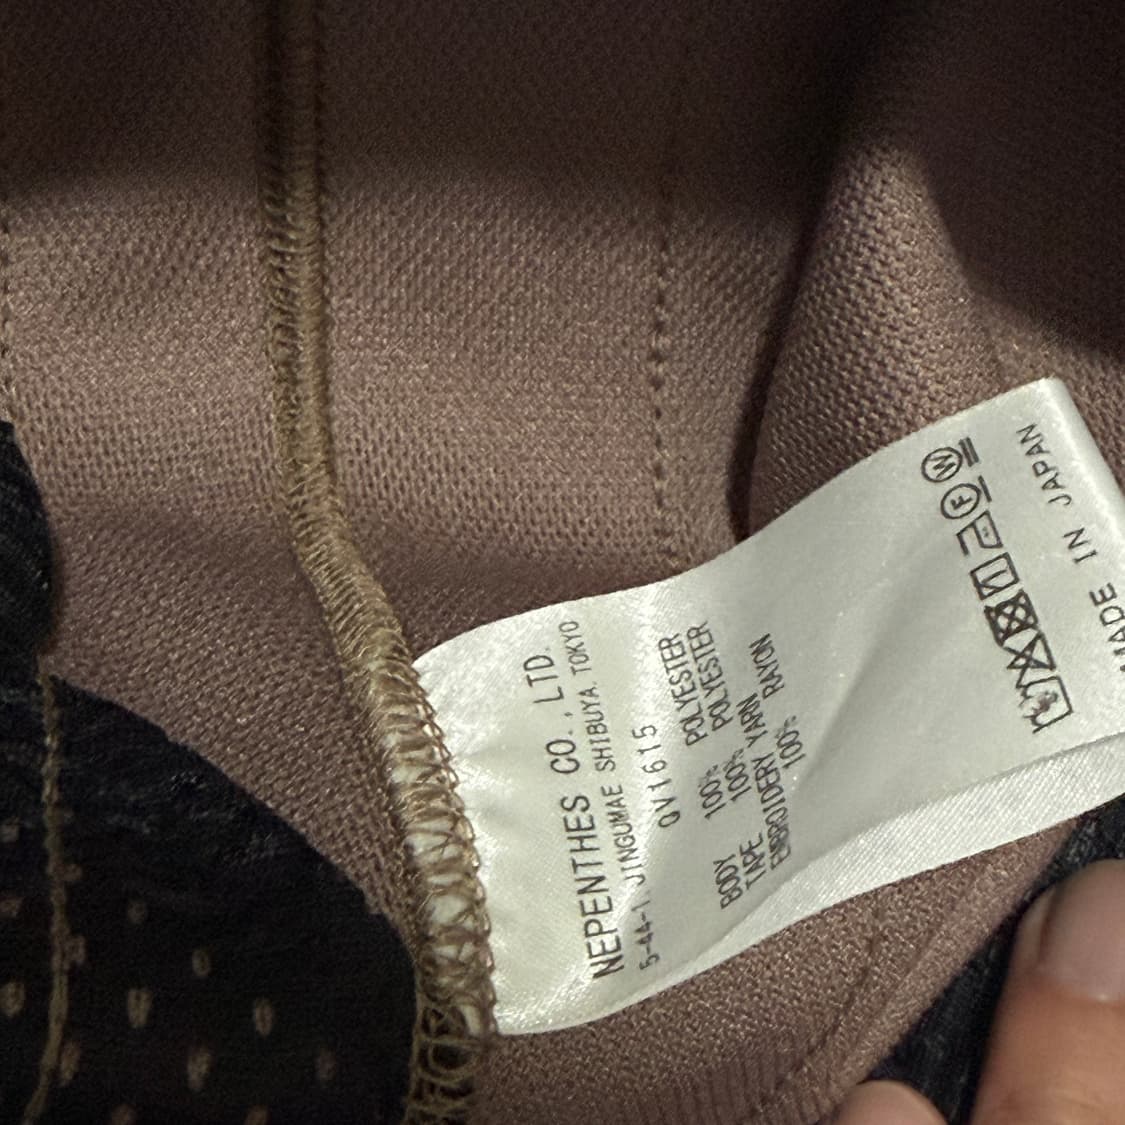 NEPENTHES CO., LTD.
5-44-1, JINGUMAE SHIBUYA, TOKYO
OV1615
BODY 100% POLYESTER
TAPE 100% POLYESTER
EMBROIDERY YARN
100% RAYON
F W
MADE IN JAPAN